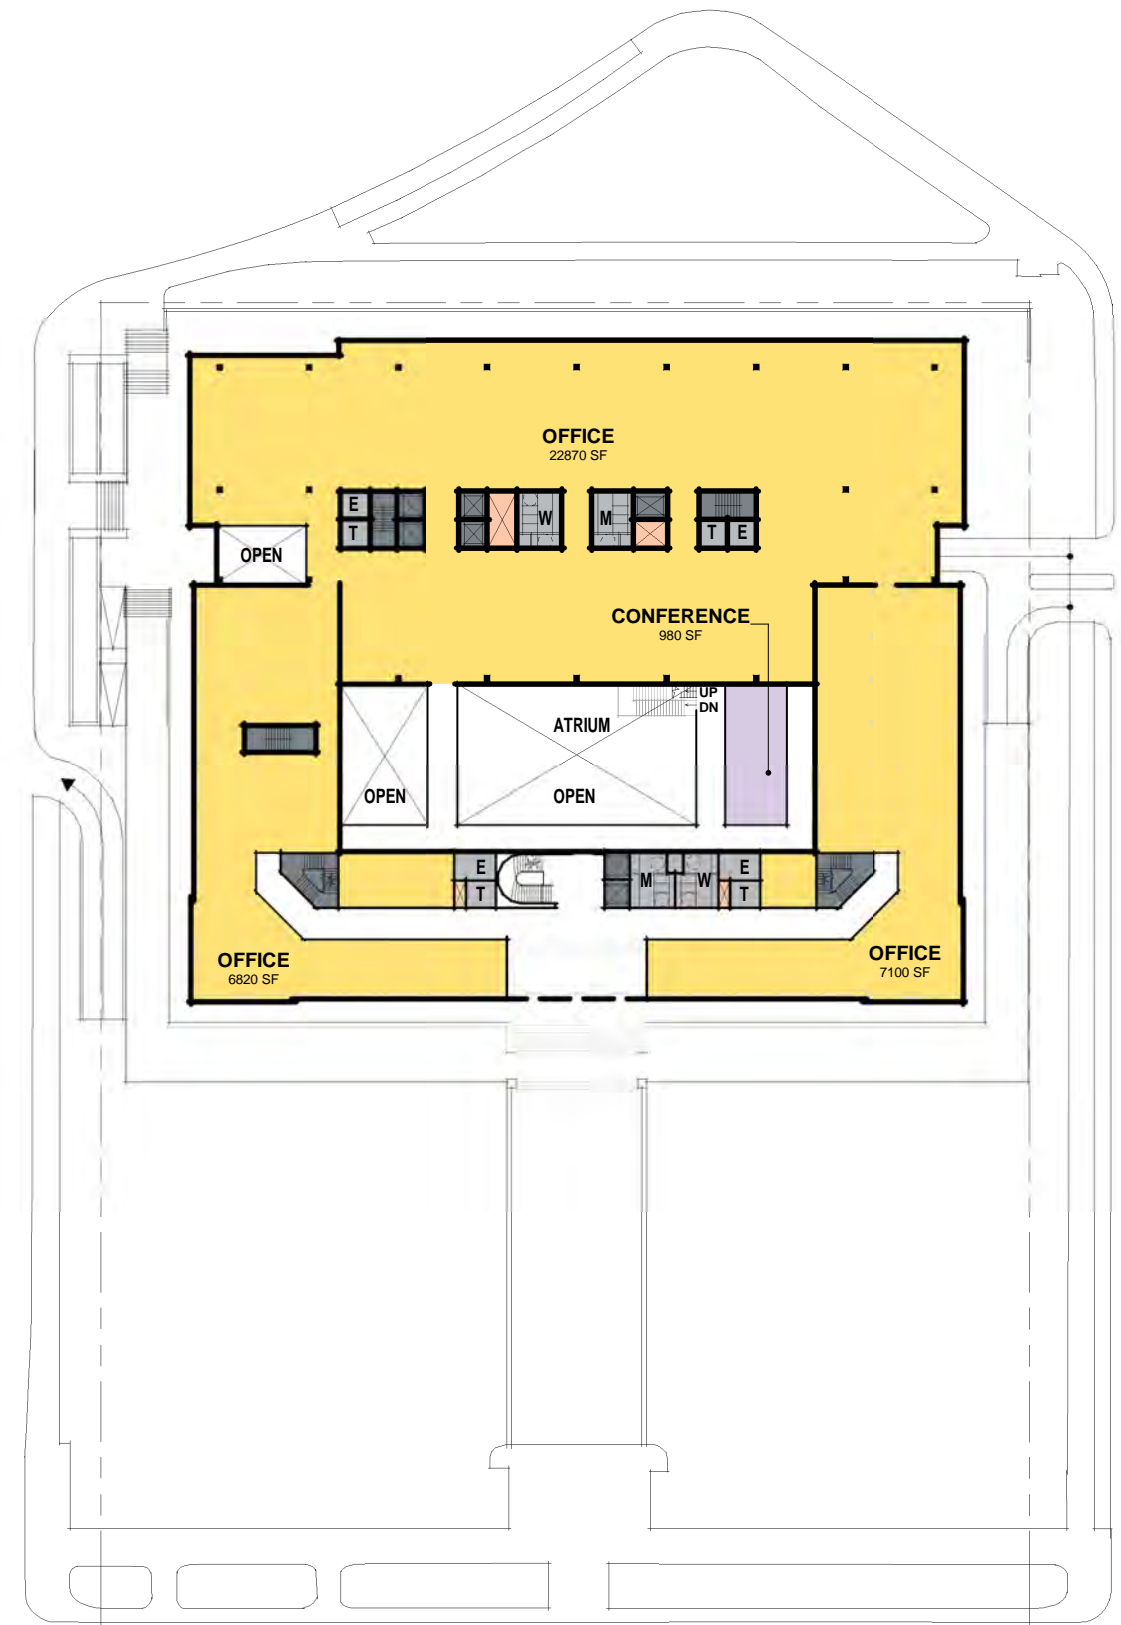 OFFICE
22870 SF
E
T
W
M
T
E
OPEN
CONFERENCE
980 SF
UP
DN
ATRIUM
OPEN
OPEN
E
T
M
W
E
T
OFFICE
6820 SF
OFFICE
7100 SF